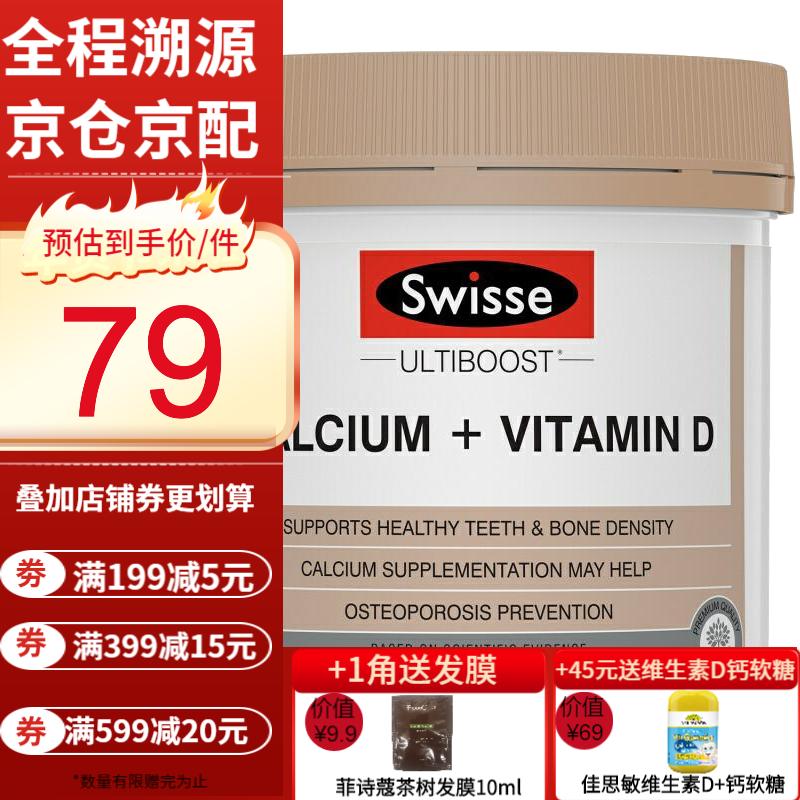 全程溯源
京仓京配
预估到手价/件
79
叠加店铺券更划算
券 满199减5元
券 满399减15元
券 满599减20元
*数量有限赠完为止
Swisse
ULTIBOOST
ALCIUM + VITAMIN D
SUPPORTS HEALTHY TEETH & BONE DENSITY
CALCIUM SUPPLEMENTATION MAY HELP
OSTEOPOROSIS PREVENTION
PREMIUM QUALITY
BASED ON SCIENTIFIC EVIDENCE
+1角送发膜
价值
¥9.9
菲诗蔻茶树发膜10ml
+45元送维生素D钙软糖
价值
¥69
佳思敏维生素D+钙软糖